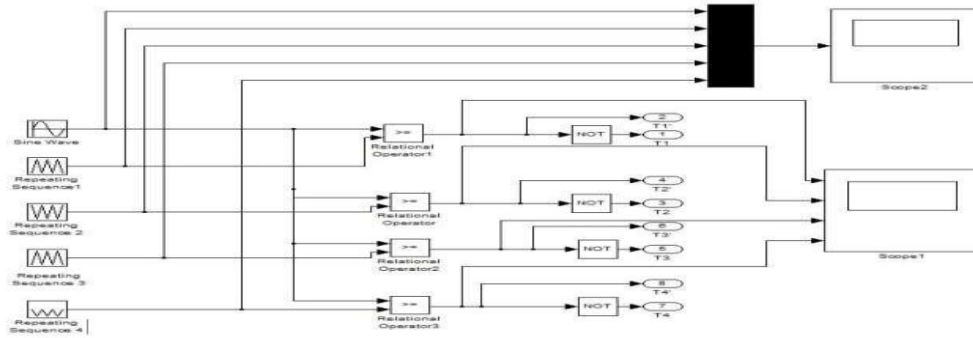 Scope2
Sine Wave
>=
Relational
Operator1
2
T1'
NOT
1
T1
Repeating
Sequence1
>=
Relational
Operator
4
T2'
NOT
3
T2
Repeating
Sequence 2
>=
Relational
Operator2
6
T3'
NOT
5
T3
Scope1
Repeating
Sequence 3
>=
Relational
Operator3
8
T4'
NOT
7
T4
Repeating
Sequence 4